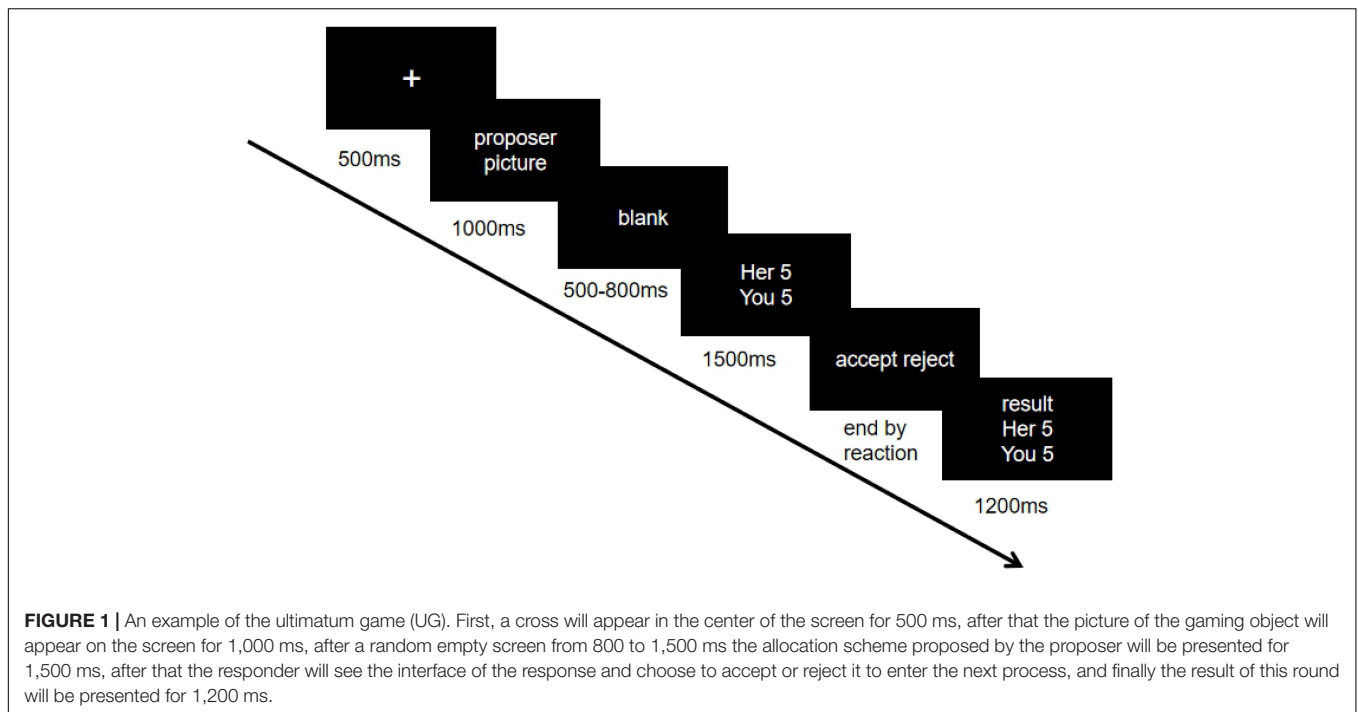 +
500ms
proposer
picture
1000ms
blank
500-800ms
Her 5
You 5
1500ms
accept reject
end by
reaction
result
Her 5
You 5
1200ms
FIGURE 1 | An example of the ultimatum game (UG). First, a cross will appear in the center of the screen for 500 ms, after that the picture of the gaming object will
appear on the screen for 1,000 ms, after a random empty screen from 800 to 1,500 ms the allocation scheme proposed by the proposer will be presented for
1,500 ms, after that the responder will see the interface of the response and choose to accept or reject it to enter the next process, and finally the result of this round
will be presented for 1,200 ms.